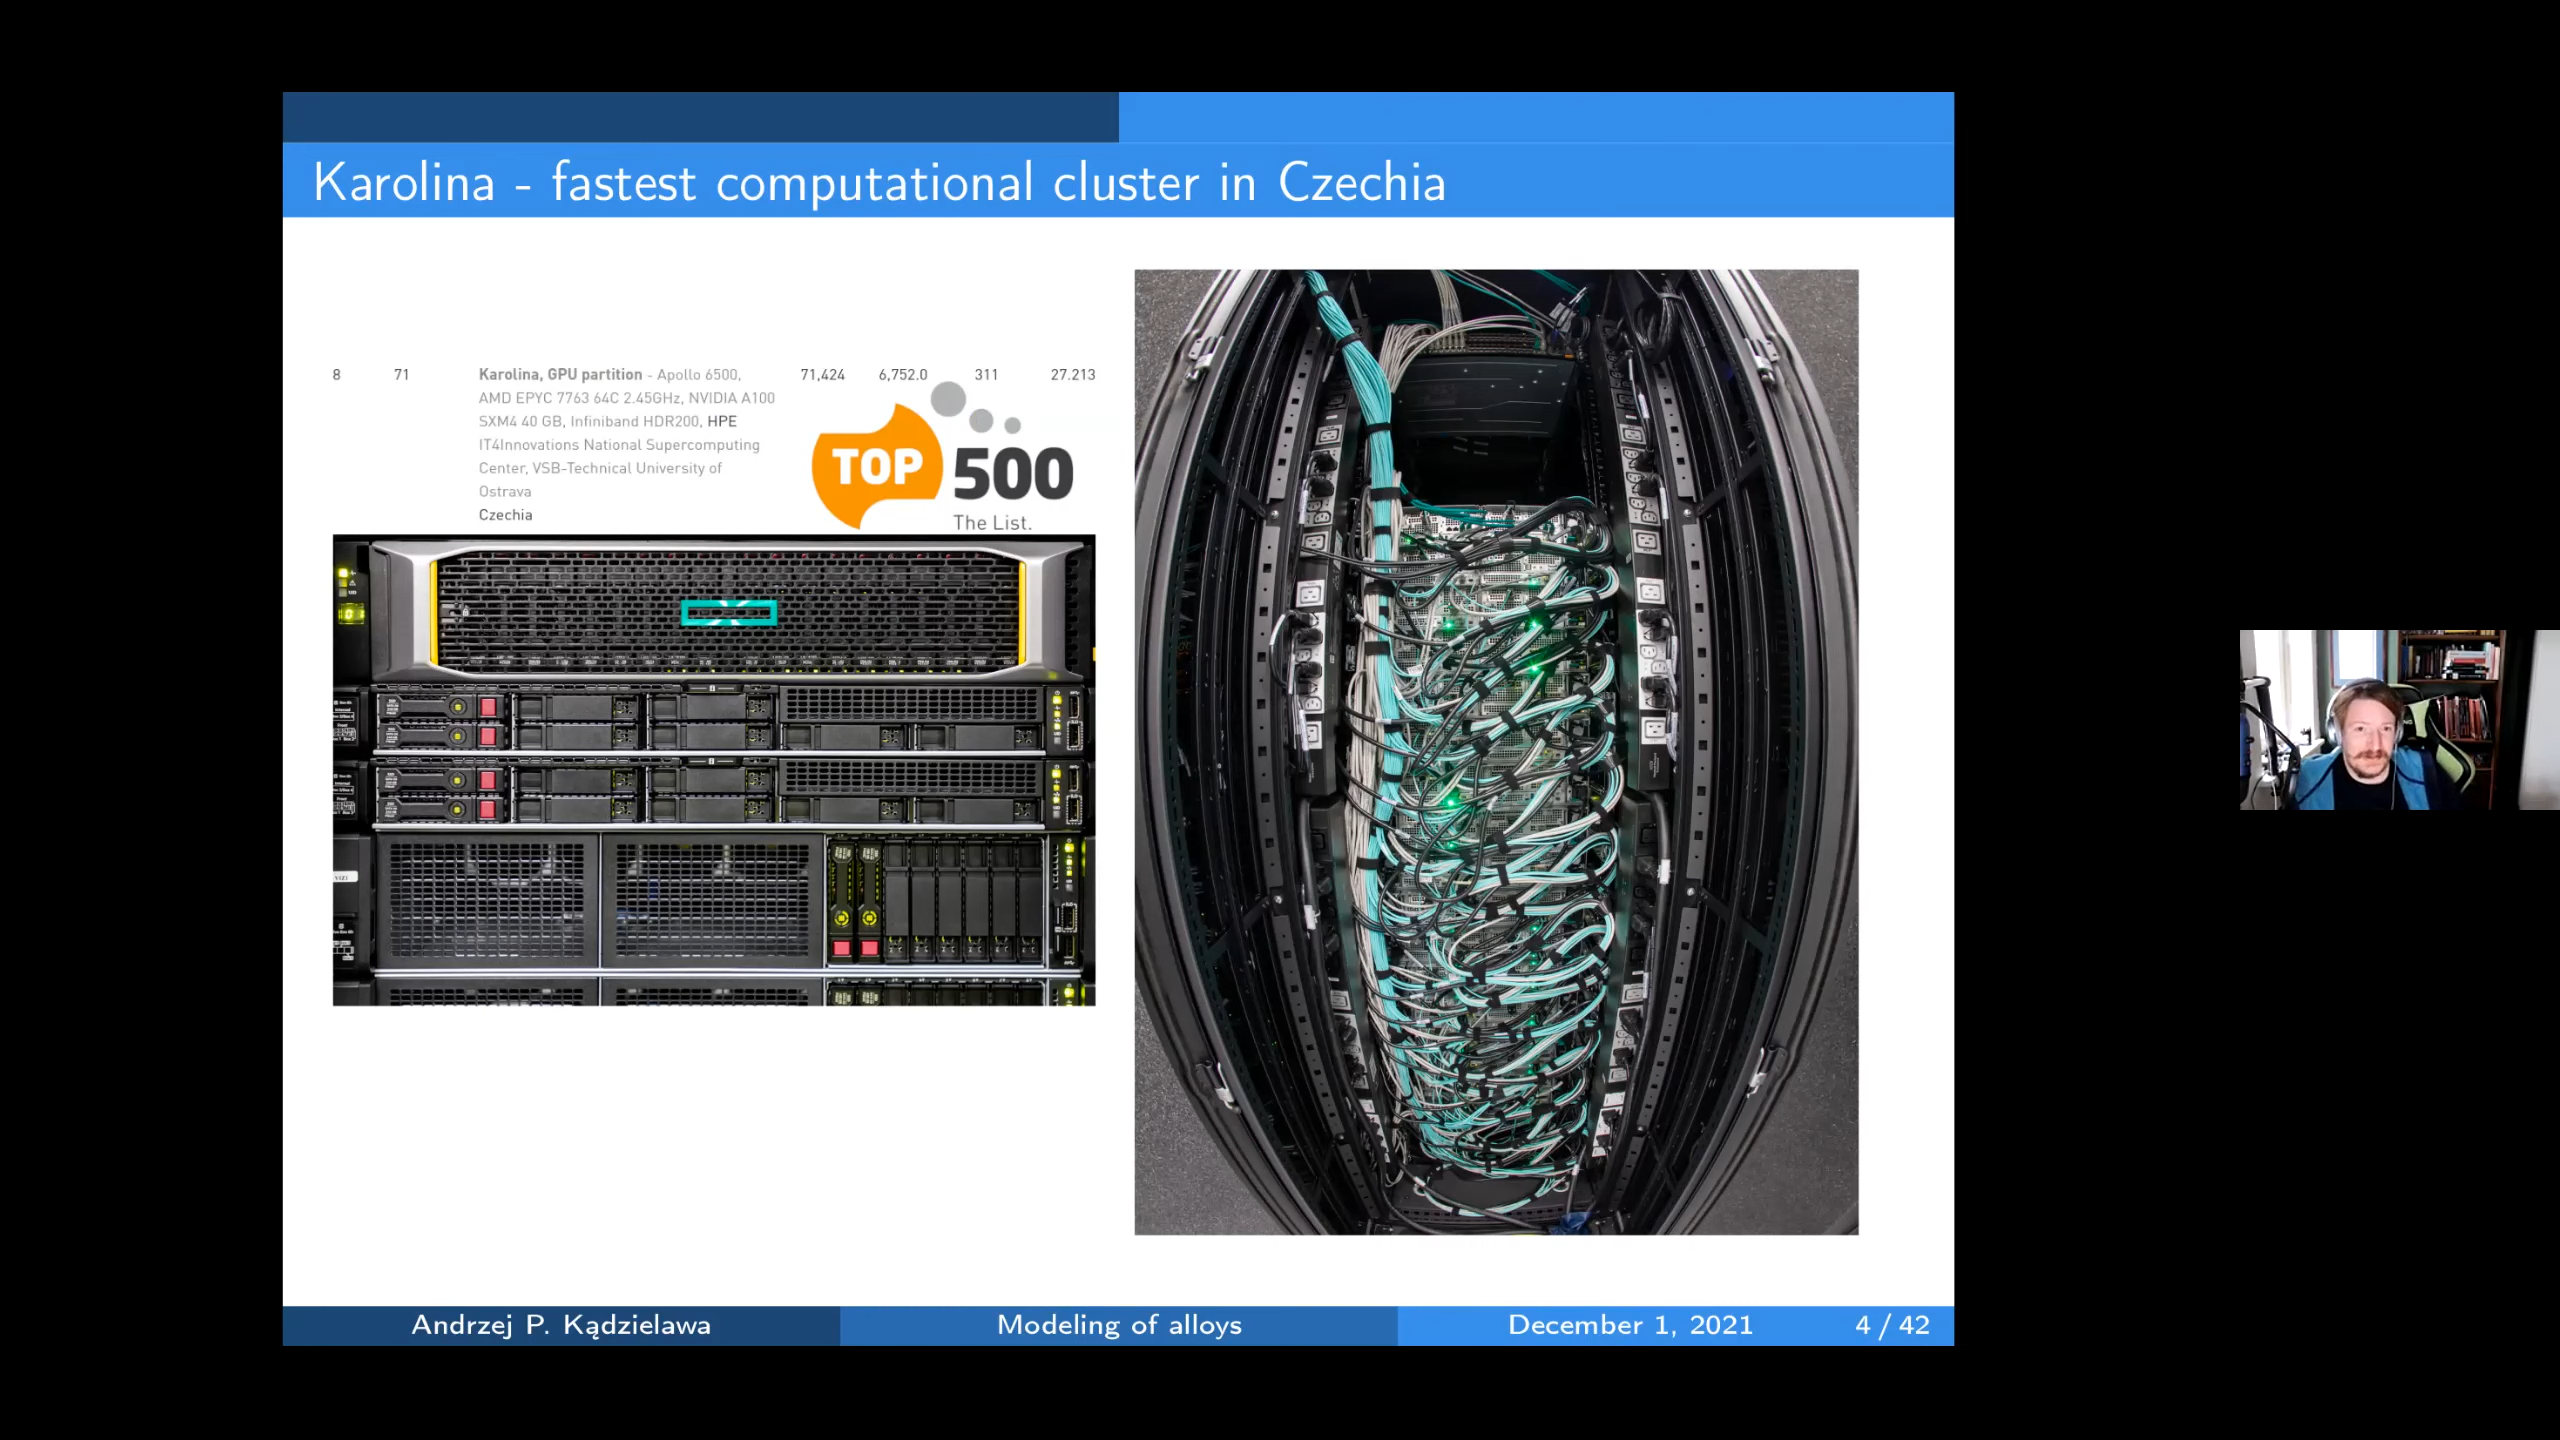 Karolina - fastest computational cluster in Czechia
8 71 Karolina, GPU partition - Apollo 6500, 71,424 6,752.0 311 27.213
AMD EPYC 7763 64C 2.45GHz, NVIDIA A100
SXM4 40 GB, Infiniband HDR200, HPE
IT4Innovations National Supercomputing
Center, VSB-Technical University of
Ostrava
Czechia
TOP 500
The List.
Andrzej P. Kądzielawa Modeling of alloys December 1, 2021 4 / 42